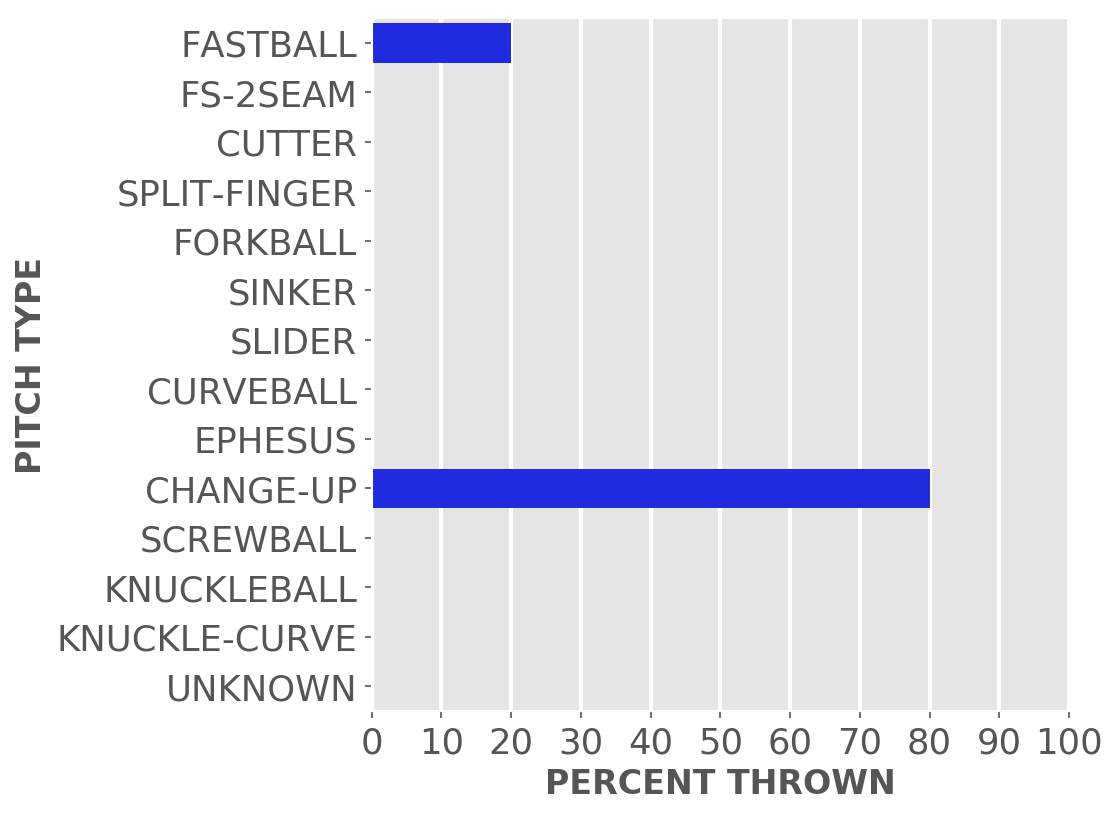 FASTBALL
FS-2SEAM
CUTTER
SPLIT-FINGER
FORKBALL
SINKER
SLIDER
CURVEBALL
EPHESUS
CHANGE-UP
SCREWBALL
KNUCKLEBALL
KNUCKLE-CURVE
UNKNOWN
PITCH TYPE
0 10 20 30 40 50 60 70 80 90 100
PERCENT THROWN